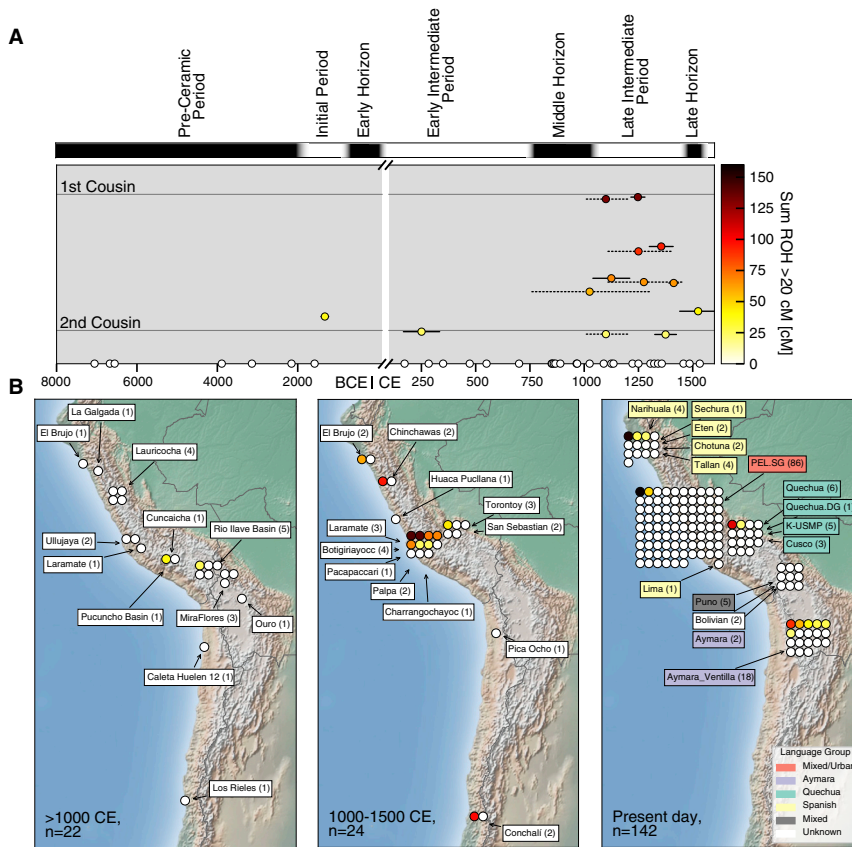 A
Pre-Ceramic
Period
Initial Period
Early Horizon
Early Intermediate
Period
Middle Horizon
Late Intermediate
Period
Late Horizon
1st Cousin
2nd Cousin
8000
6000
4000
2000
BCE
CE
250
500
750
1000
1250
1500
150
125
100
75
50
25
0
Sum ROH >20 cM [cM]
B
La Galgada (1)
El Brujo (1)
Lauricocha (4)
Cuncaicha (1)
Rio Ilave Basin (5)
Ullujaya (2)
Laramate (1)
Pucuncho Basin (1)
MiraFlores (3)
Ouro (1)
Caleta Huelen 12 (1)
Los Rieles (1)
>1000 CE,
n=22
El Brujo (2)
Chinchawas (2)
Huaca Pucllana (1)
Torontoy (3)
San Sebastian (2)
Laramate (3)
Botigiriayocc (4)
Pacapaccari (1)
Palpa (2)
Charrangochayoc (1)
Pica Ocho (1)
Conchalí (2)
1000-1500 CE,
n=24
Narihuala (4)
Sechura (1)
Eten (2)
Chotuna (2)
Tallan (4)
PEL.SG (86)
Quechua (6)
Quechua.DG (1
K-USMP (5)
Cusco (3)
Lima (1)
Puno (5)
Bolivian (2)
Aymara (2)
Aymara_Ventilla (18)
Present day,
n=142
Language Group
Mixed/Urban
Aymara
Quechua
Spanish
Mixed
Unknown